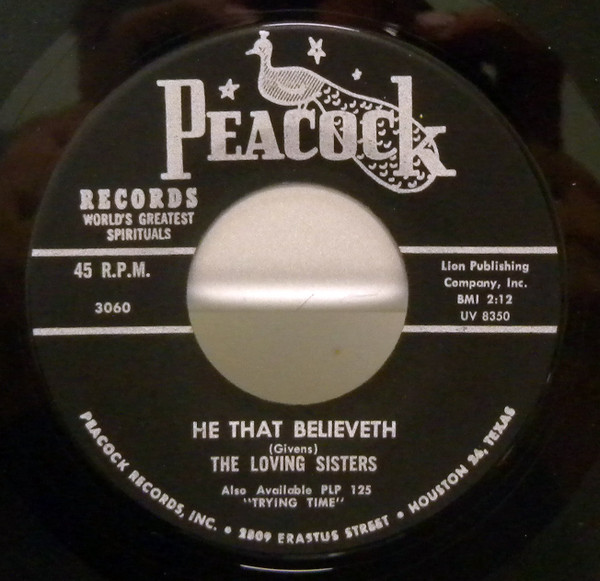 PEACOCK
RECORDS
WORLD'S GREATEST
SPIRITUALS
45 R.P.M.
3060
Lion Publishing
Company, Inc.
BMI 2:12
UV 8350
HE THAT BELIEVETH
(Givens)
THE LOVING SISTERS
Also Available PLP 125
"TRYING TIME"
PEACOCK RECORDS, INC. • 2809 ERASTUS STREET • HOUSTON 26, TEXAS